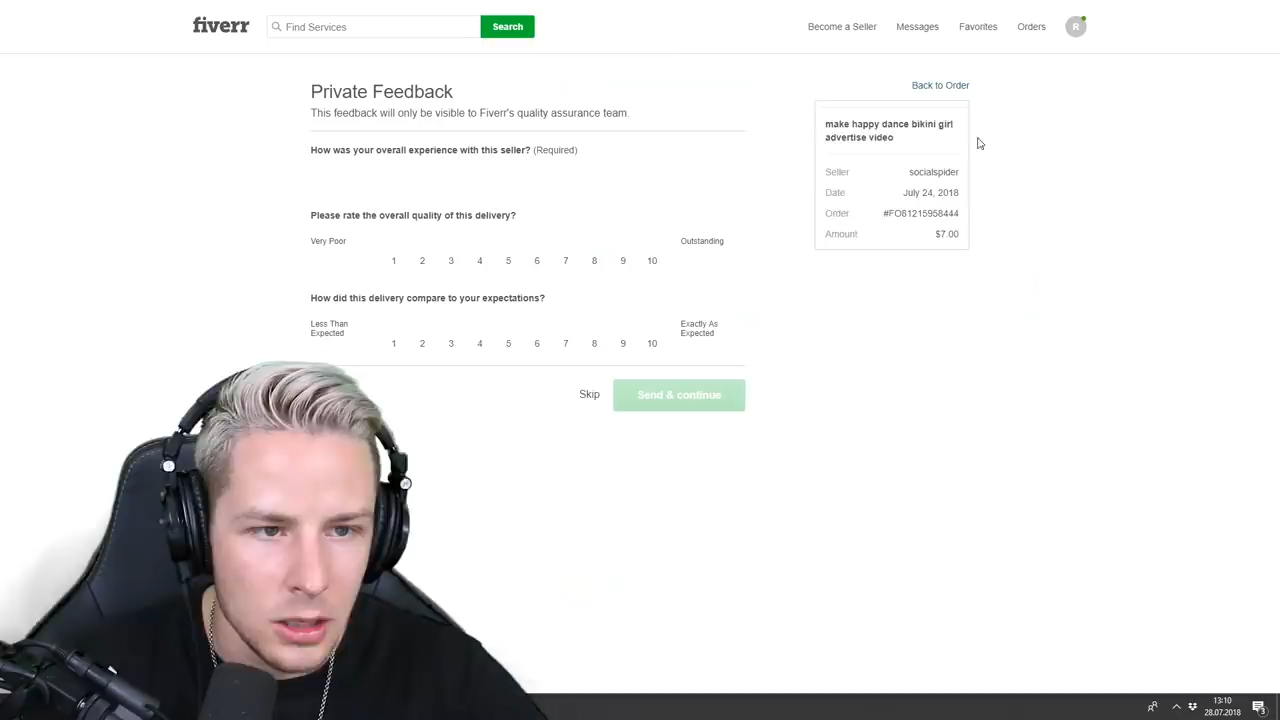 fiverr
Find Services
Search
Become a Seller
Messages
Favorites
Orders
R
Private Feedback
This feedback will only be visible to Fiverr's quality assurance team.
How was your overall experience with this seller? (Required)
Please rate the overall quality of this delivery?
Very Poor
1 2 3 4 5 6 7 8 9 10
Outstanding
How did this delivery compare to your expectations?
Less Than
Expected
1 2 3 4 5 6 7 8 9 10
Exactly As
Expected
Skip
Send & continue
Back to Order
make happy dance bikini girl
advertise video
Seller socialspider
Date July 24, 2018
Order #FO81215958444
Amount $7.00
13:10
28.07.2018
3